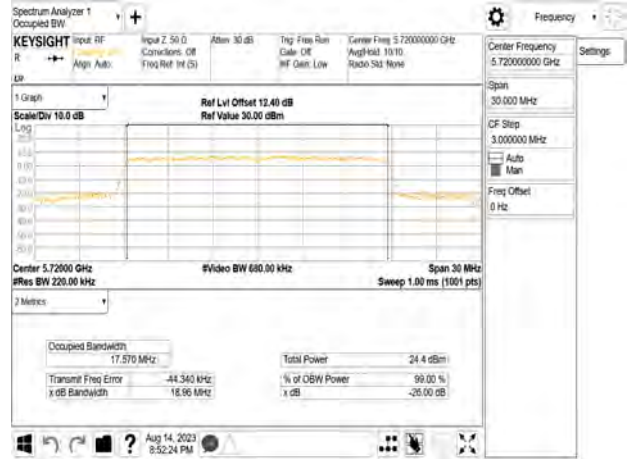 Spectrum Analyzer 1
Occupied BW
Frequency
KEYSIGHT
Input: RF
Input Z: 50 Ω
Atten: 30 dB
Trig: Free Run
Center Freq: 5.720000000 GHz
R
Corrections: Off
Gate: Off
Avg|Hold: 10/10
Align: Auto
Freq Ref: Int (S)
#IF Gain: Low
Radio Std: None
Center Frequency
5.720000000 GHz
Settings
Span
30.000 MHz
CF Step
3.000000 MHz
Auto
Man
Freq Offset
0 Hz
1 Graph
Ref Lvl Offset 12.40 dB
Scale/Div 10.0 dB
Ref Value 30.00 dBm
Log
Center 5.72000 GHz
#Video BW 680.00 kHz
Span 30 MHz
#Res BW 220.00 kHz
Sweep 1.00 ms (1001 pts)
2 Metrics
Occupied Bandwidth
17.570 MHz
Total Power
24.4 dBm
Transmit Freq Error
-44.340 kHz
% of OBW Power
99.00 %
x dB Bandwidth
18.96 MHz
x dB
-26.00 dB
Aug 14, 2023
8:52:24 PM